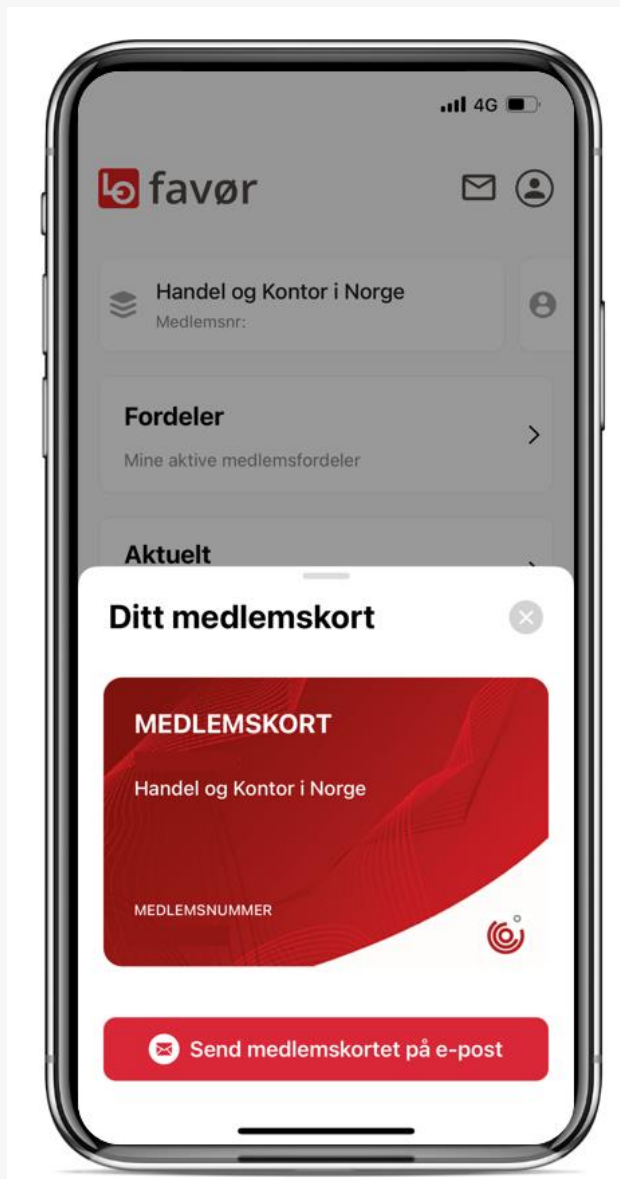 4G
LO favør
Handel og Kontor i Norge
Medlemsnr:
Fordeler
Mine aktive medlemsfordeler
Aktuelt
Ditt medlemskort
MEDLEMSKORT
Handel og Kontor i Norge
MEDLEMSNUMMER
Send medlemskortet på e-post